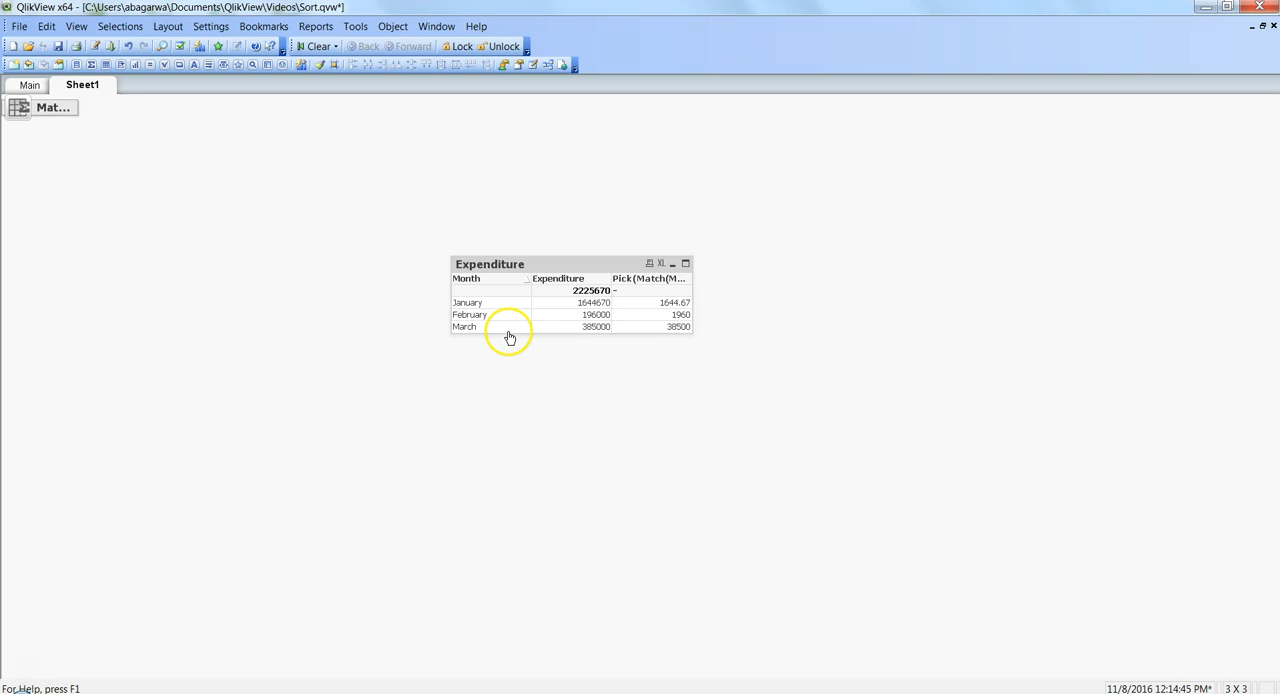 QlikView x64 - [C:\Users\abagarwa\Documents\QlikView\Videos\Sort.qvw*]
File Edit View Selections Layout Settings Bookmarks Reports Tools Object Window Help
Clear Back Forward Lock Unlock
Main Sheet1
Mat...
Expenditure XL
Month Expenditure Pick(Match(M...
2225670 -
January 1644670 1644.67
February 196000 1960
March 385000 38500
For Help, press F1 11/8/2016 12:14:45 PM* 3 X 3